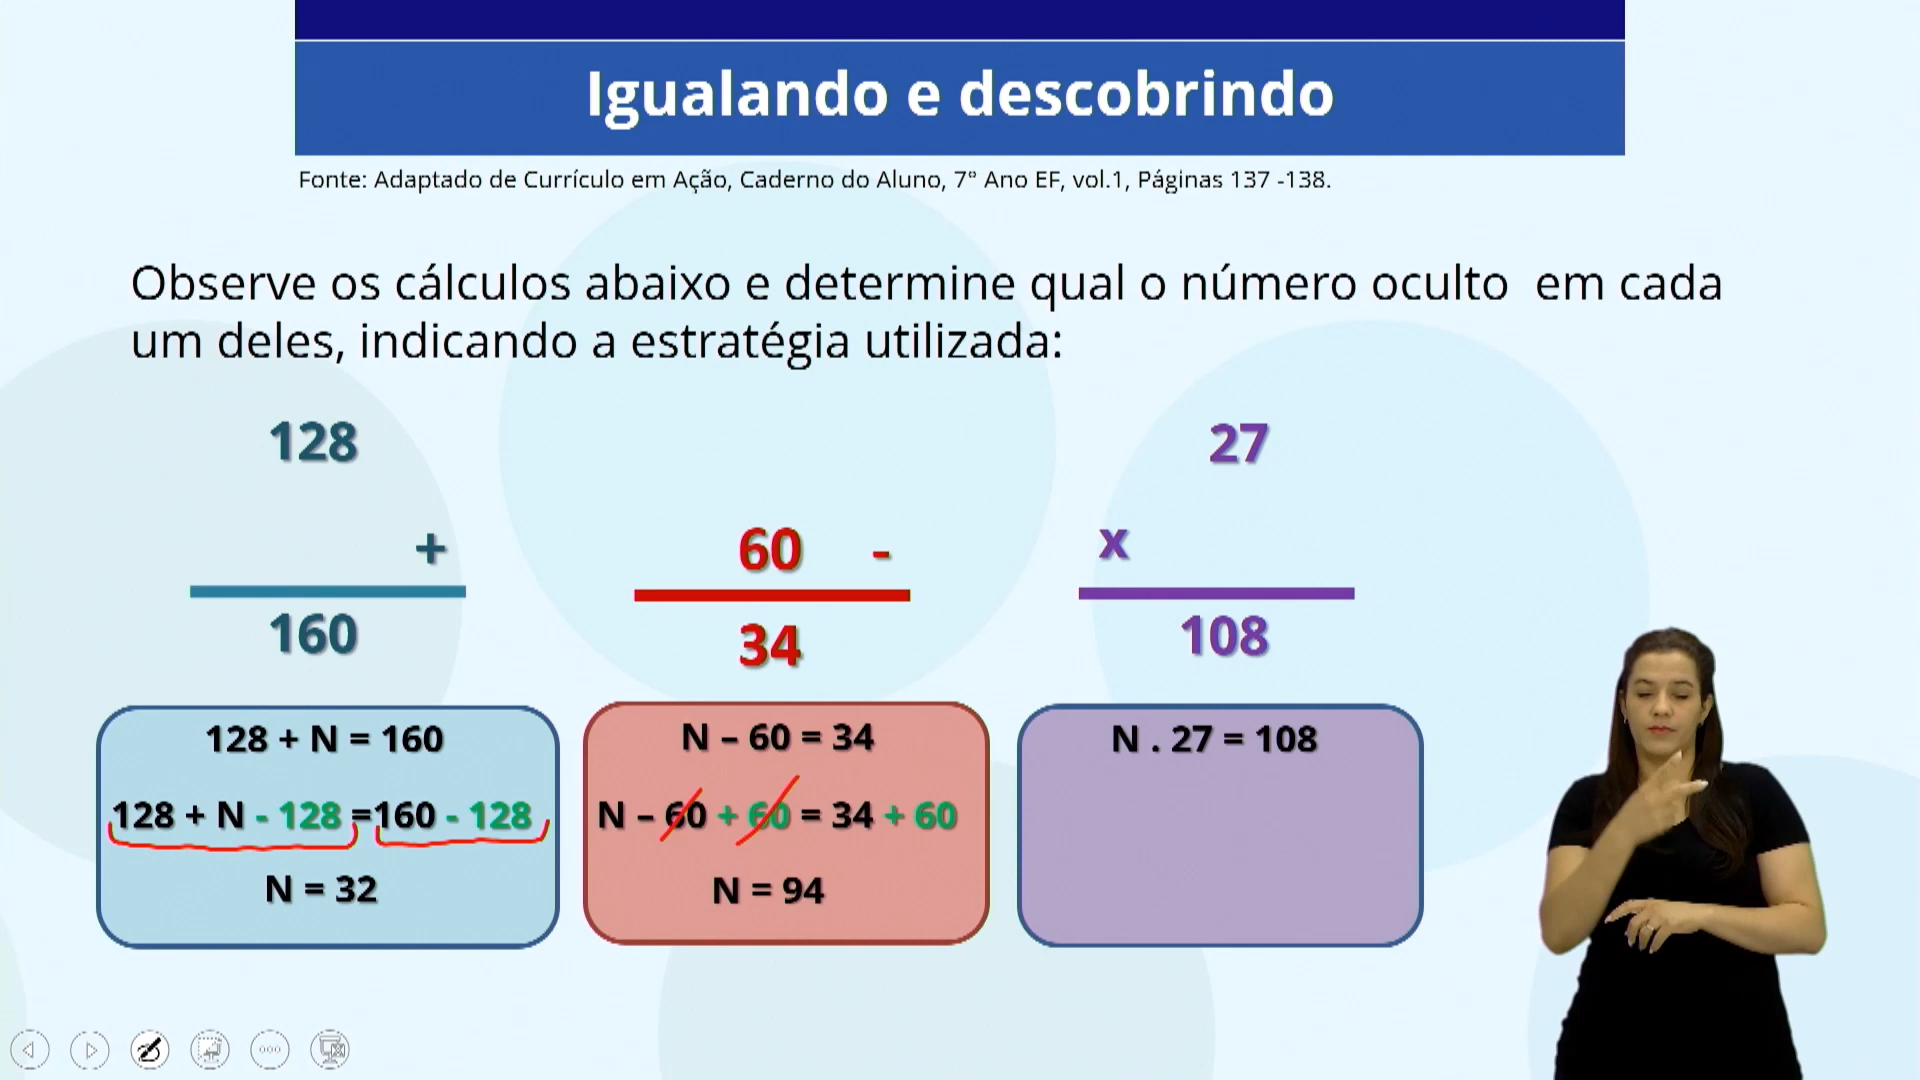 Igualando e descobrindo
Fonte: Adaptado de Currículo em Ação, Caderno do Aluno, 7° Ano EF, vol.1, Páginas 137 -138.
Observe os cálculos abaixo e determine qual o número oculto em cada
um deles, indicando a estratégia utilizada:
128
+
160
60 -
34
27
x
108
128 + N = 160
128 + N - 128 =160 - 128
N = 32
N – 60 = 34
N – 60 + 60 = 34 + 60
N = 94
N . 27 = 108